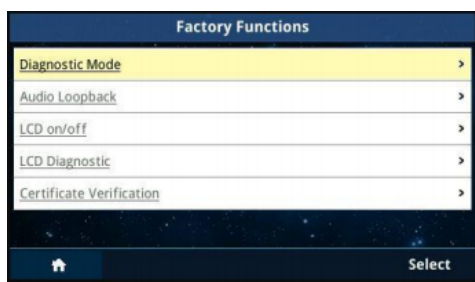 Factory Functions
Diagnostic Mode
Audio Loopback
LCD on/off
LCD Diagnostic
Certificate Verification
Select